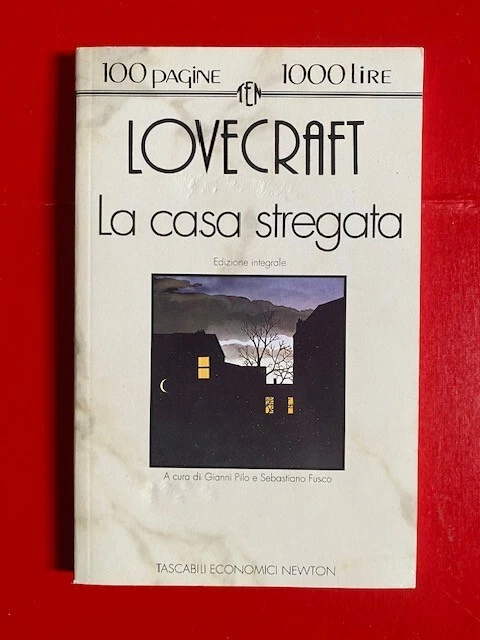 100 PAGINE 1000 LIRE
TEN
LOVECRAFT
La casa stregata
Edizione integrale
A cura di Gianni Pilo e Sebastiano Fusco
TASCABILI ECONOMICI NEWTON